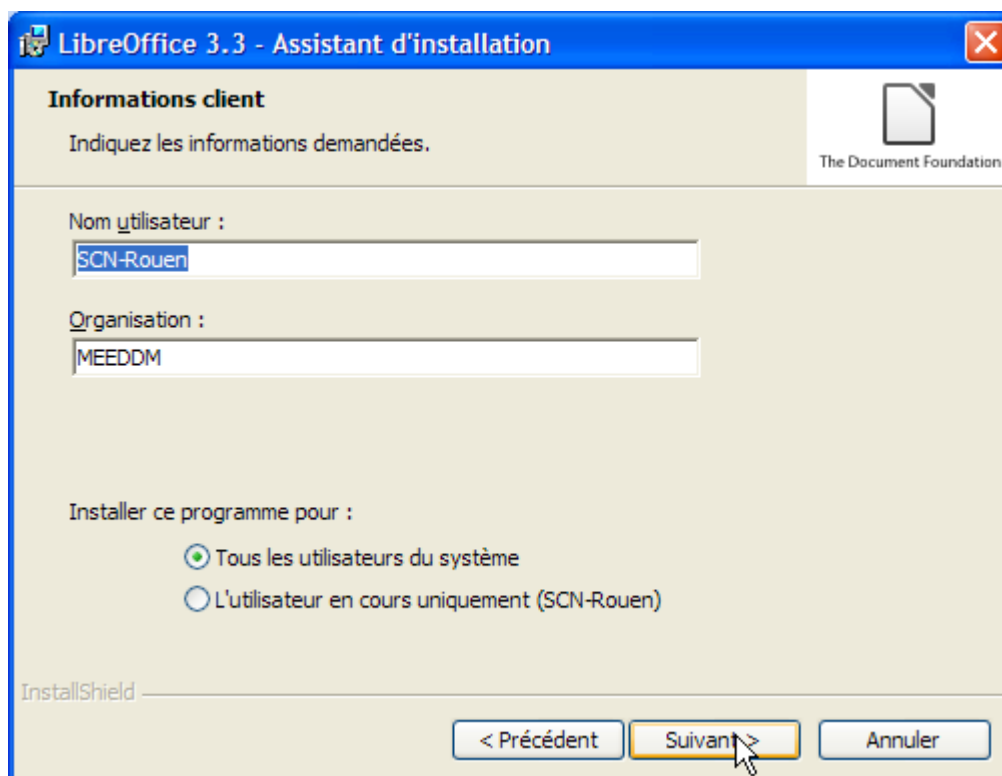 LibreOffice 3.3 - Assistant d'installation
Informations client
Indiquez les informations demandées.
The Document Foundation
Nom utilisateur :
SCN-Rouen
Organisation :
MEEDDM
Installer ce programme pour :
Tous les utilisateurs du système
L'utilisateur en cours uniquement (SCN-Rouen)
InstallShield
< Précédent
Suivant >
Annuler